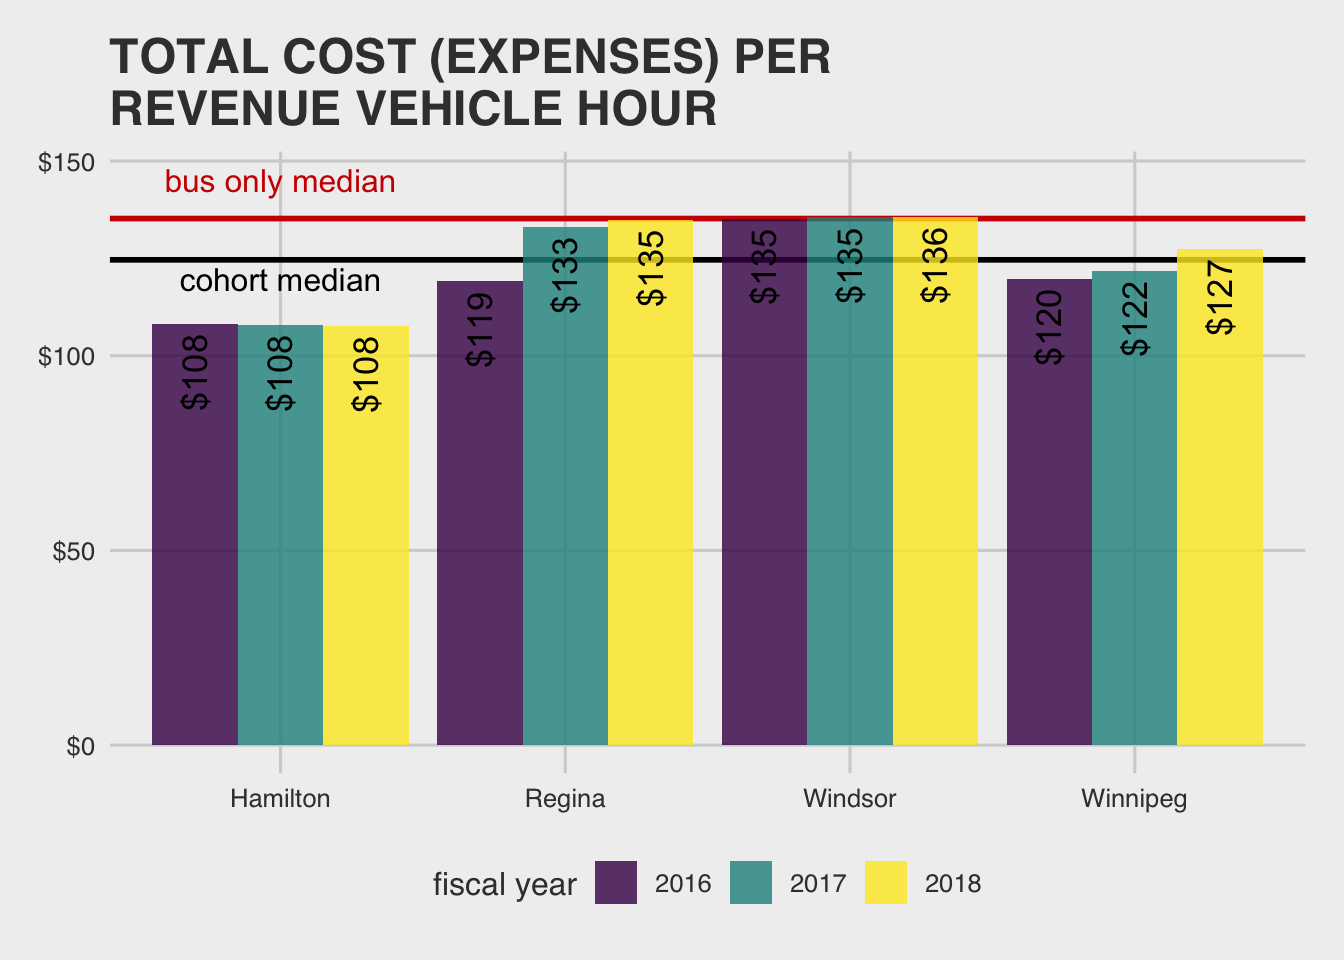 TOTAL COST (EXPENSES) PER
REVENUE VEHICLE HOUR
$150
bus only median
cohort median
$100
$50
$0
$108
$108
$108
$119
$133
$135
$135
$135
$136
$120
$122
$127
Hamilton
Regina
Windsor
Winnipeg
fiscal year
2016
2017
2018